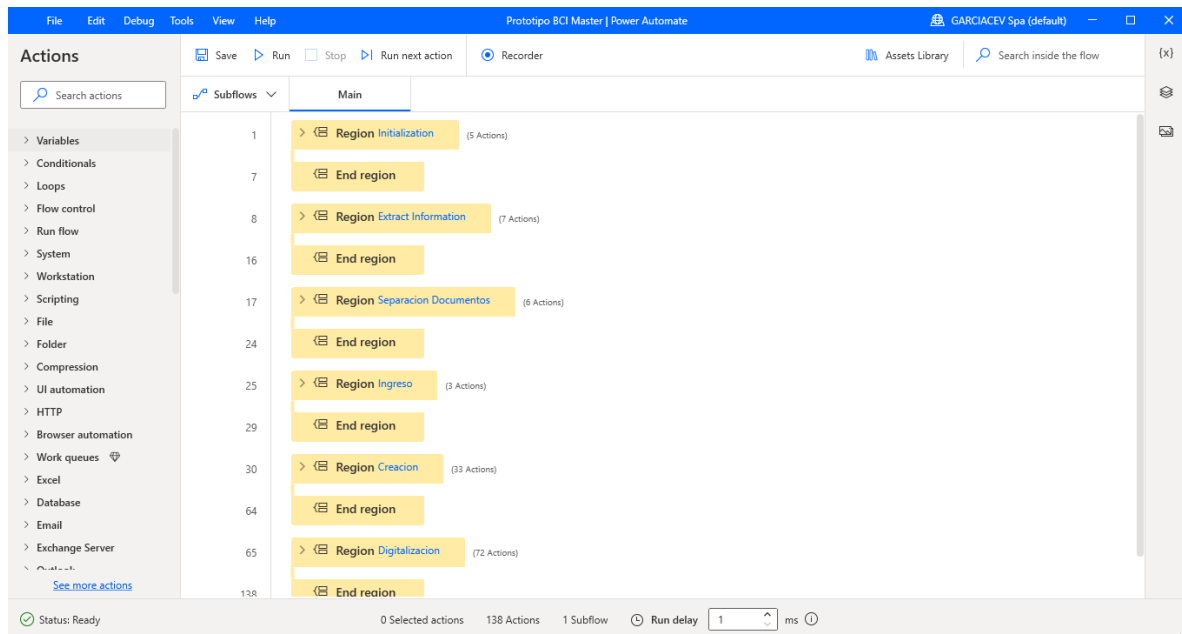 File Edit Debug Tools View Help Prototipo BCI Master | Power Automate GARCIACEV Spa (default)
Actions
Save Run Stop Run next action Recorder Assets Library Search inside the flow {x}
Search actions
Subflows Main
Variables
Conditionals
Loops
Flow control
Run flow
System
Workstation
Scripting
File
Folder
Compression
UI automation
HTTP
Browser automation
Work queues
Excel
Database
Email
Exchange Server
Outlook
See more actions
1 Region Initialization (5 Actions)
7 End region
8 Region Extract Information (7 Actions)
16 End region
17 Region Separacion Documentos (6 Actions)
24 End region
25 Region Ingreso (3 Actions)
29 End region
30 Region Creacion (33 Actions)
64 End region
65 Region Digitalizacion (72 Actions)
138 End region
Status: Ready 0 Selected actions 138 Actions 1 Subflow Run delay 1 ms